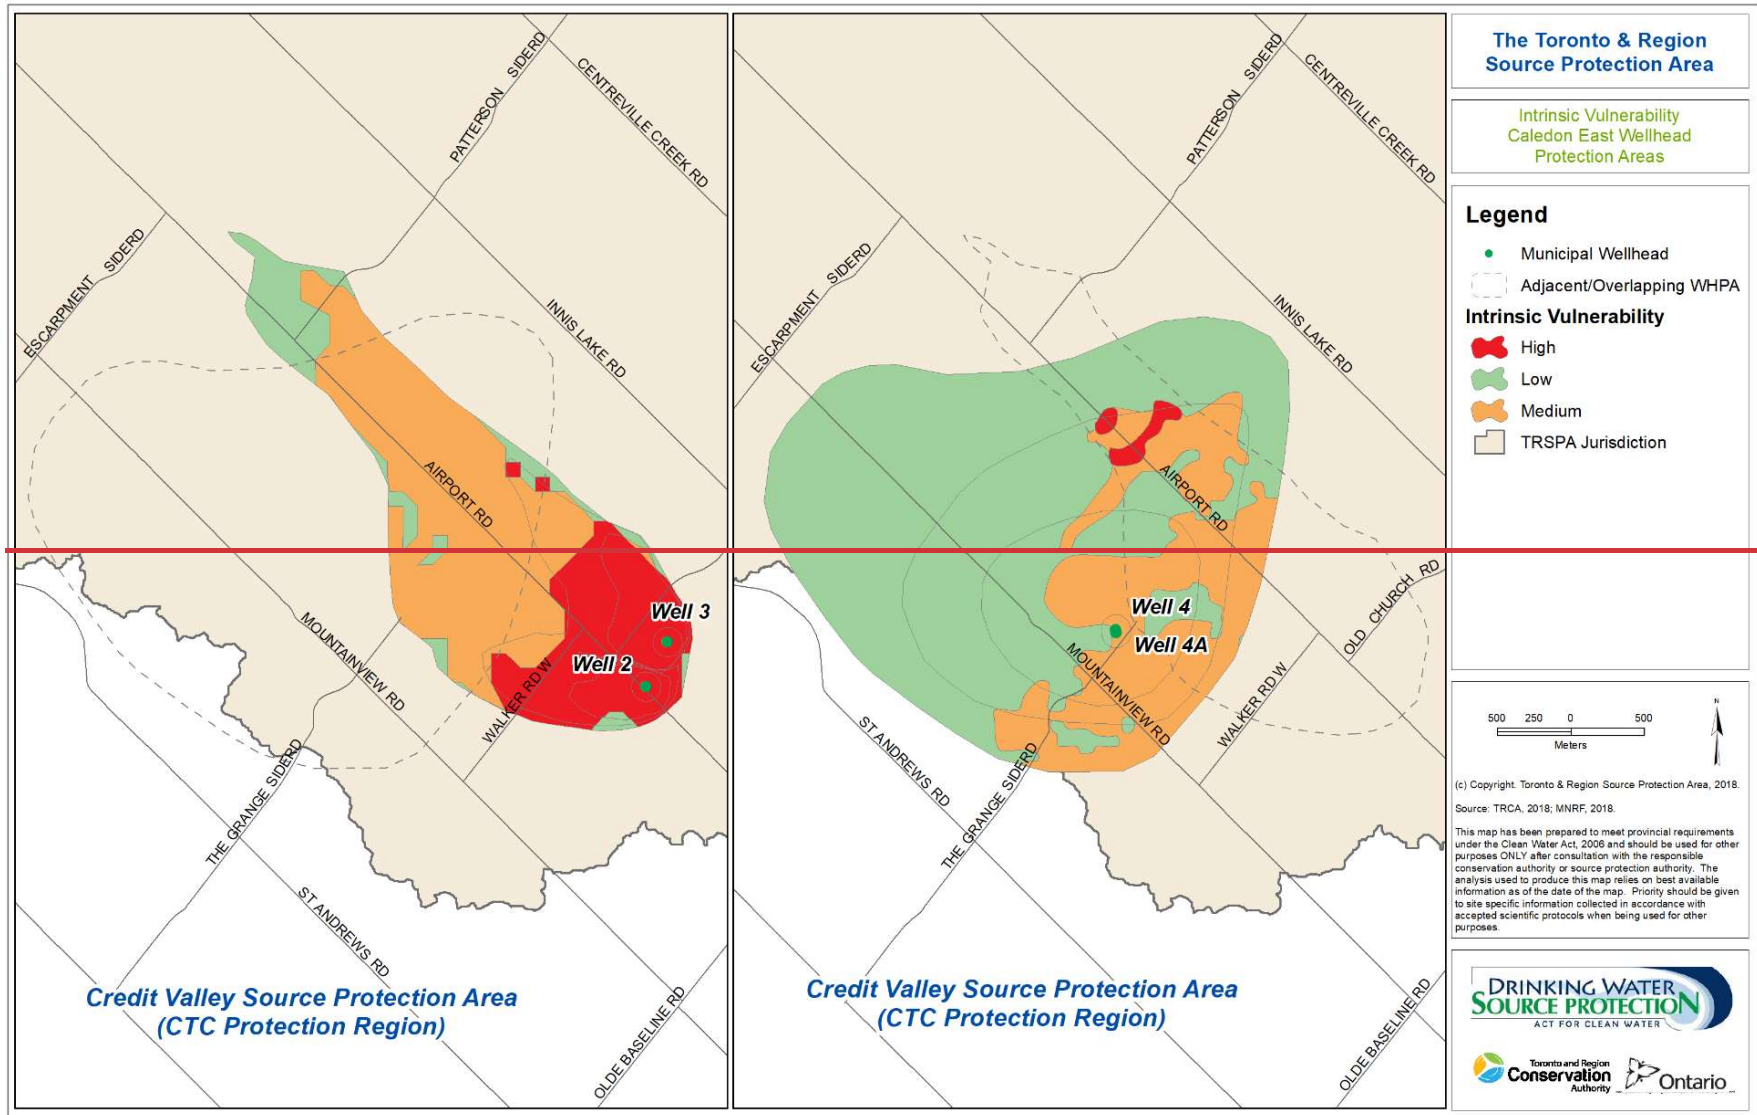 PATTERSON SIDERD
CENTREVILLE CREEK RD
ESCARPMENT SIDERD
INNIS LAKE RD
AIRPORT RD
Well 3
Well 2
MOUNTAINVIEW RD
WALKER RD W
THE GRANGE SIDERD
ST ANDREWS RD
Credit Valley Source Protection Area
(CTC Protection Region)
OLDE BASELINE RD
PATTERSON SIDERD
CENTREVILLE CREEK RD
ESCARPMENT SIDERD
INNIS LAKE RD
AIRPORT RD
OLD CHURCH RD
Well 4
Well 4A
MOUNTAINVIEW RD
WALKER RD W
ST ANDREWS RD
THE GRANGE SIDERD
Credit Valley Source Protection Area
(CTC Protection Region)
OLDE BASELINE RD
The Toronto & Region
Source Protection Area
Intrinsic Vulnerability
Caledon East Wellhead
Protection Areas
Legend
Municipal Wellhead
Adjacent/Overlapping WHPA
Intrinsic Vulnerability
High
Low
Medium
TRSPA Jurisdiction
N
500 250 0 500
Meters
(c) Copyright. Toronto & Region Source Protection Area, 2018.
Source: TRCA, 2018; MNRF, 2018.
This map has been prepared to meet provincial requirements
under the Clean Water Act, 2006 and should be used for other
purposes ONLY after consultation with the responsible
conservation authority or source protection authority. The
analysis used to produce this map relies on best available
information as of the date of the map. Priority should be given
to site specific information collected in accordance with
accepted scientific protocols when being used for other
purposes.
DRINKING WATER
SOURCE PROTECTION
ACT FOR CLEAN WATER
Toronto and Region
Conservation
Authority
Ontario